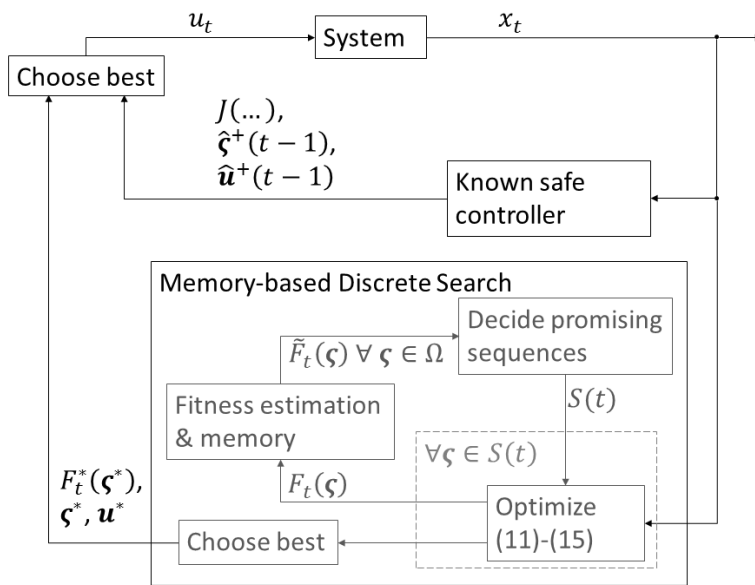 u_t
x_t
System
Choose best
J(…),
ς̂⁺(t − 1),
û⁺(t − 1)
Known safe
controller
Memory-based Discrete Search
Decide promising
sequences
F̃_t(ς) ∀ ς ∈ Ω
Fitness estimation
& memory
S(t)
∀ς ∈ S(t)
F_t(ς)
Optimize
(11)-(15)
F_t^*(ς^*),
ς^*, u^*
Choose best